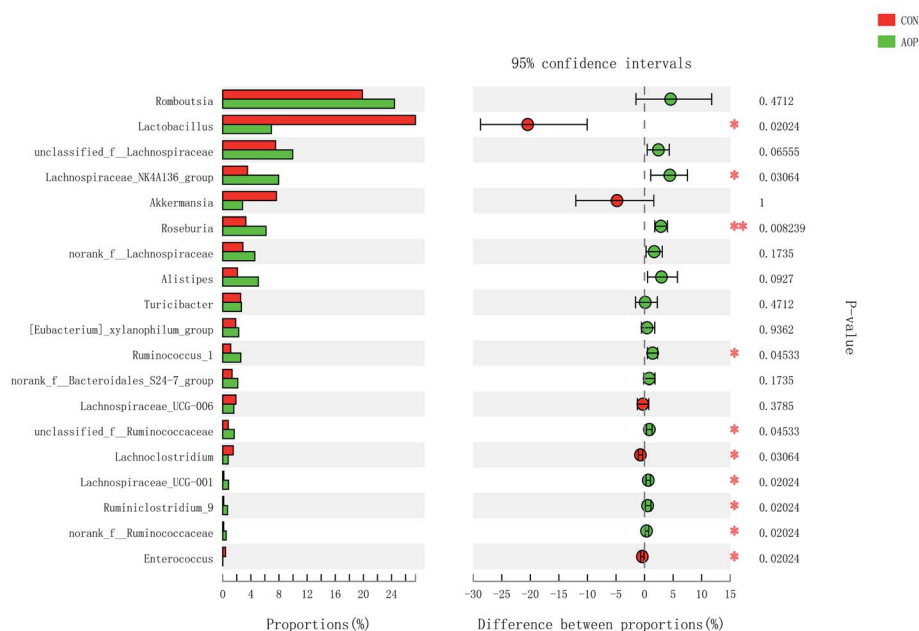 CON
AOP
95% confidence intervals
Romboutsia 0.4712
Lactobacillus * 0.02024
unclassified_f__Lachnospiraceae 0.06555
Lachnospiraceae_NK4A136_group * 0.03064
Akkermansia 1
Roseburia ** 0.008239
norank_f__Lachnospiraceae 0.1735
Alistipes 0.0927
Turicibacter 0.4712
[Eubacterium]_xylanophilum_group 0.9362
Ruminococcus_1 * 0.04533
norank_f__Bacteroidales_S24-7_group 0.1735
Lachnospiraceae_UCG-006 0.3785
unclassified_f__Ruminococcaceae * 0.04533
Lachnoclostridium * 0.03064
Lachnospiraceae_UCG-001 * 0.02024
Ruminiclostridium_9 * 0.02024
norank_f__Ruminococcaceae * 0.02024
Enterococcus * 0.02024
P-value
0 4 8 12 16 20 24 -30 -25 -20 -15 -10 -5 0 5 10 15
Proportions(%) Difference between proportions(%)